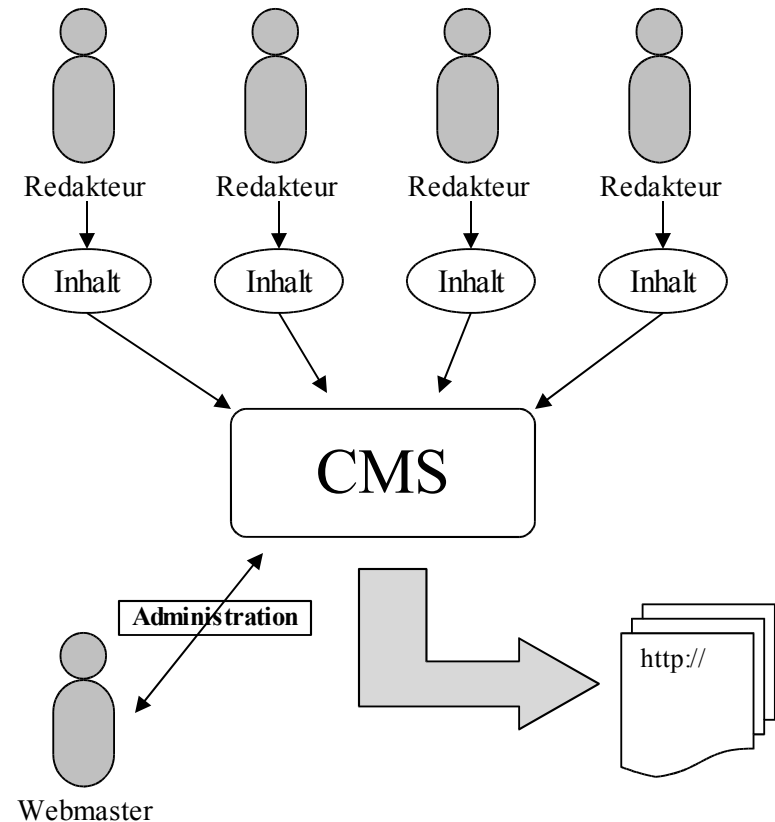 Redakteur Redakteur Redakteur Redakteur
Inhalt Inhalt Inhalt Inhalt
CMS
Administration
http://
Webmaster